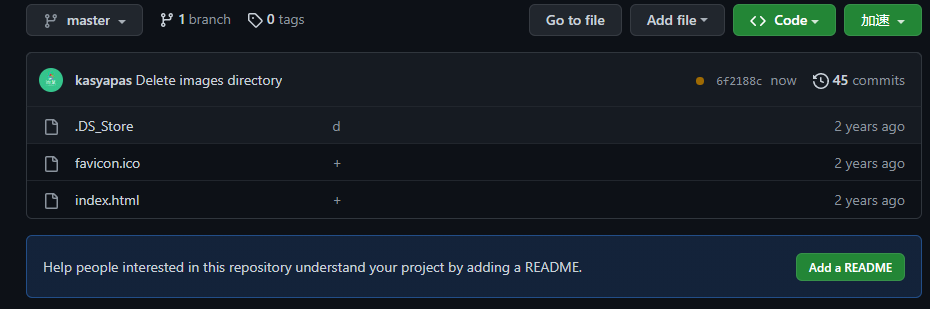 master 1 branch 0 tags Go to file Add file Code 加速
kasyapas Delete images directory 6f2188c now 45 commits
.DS_Store d 2 years ago
favicon.ico + 2 years ago
index.html + 2 years ago
Help people interested in this repository understand your project by adding a README. Add a README